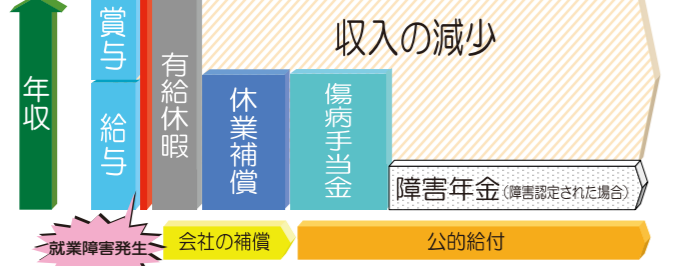 年収
賞与
給与
有給休暇
休業補償
傷病手当金
収入の減少
障害年金(障害認定された場合)
就業障害発生
会社の補償
公的給付